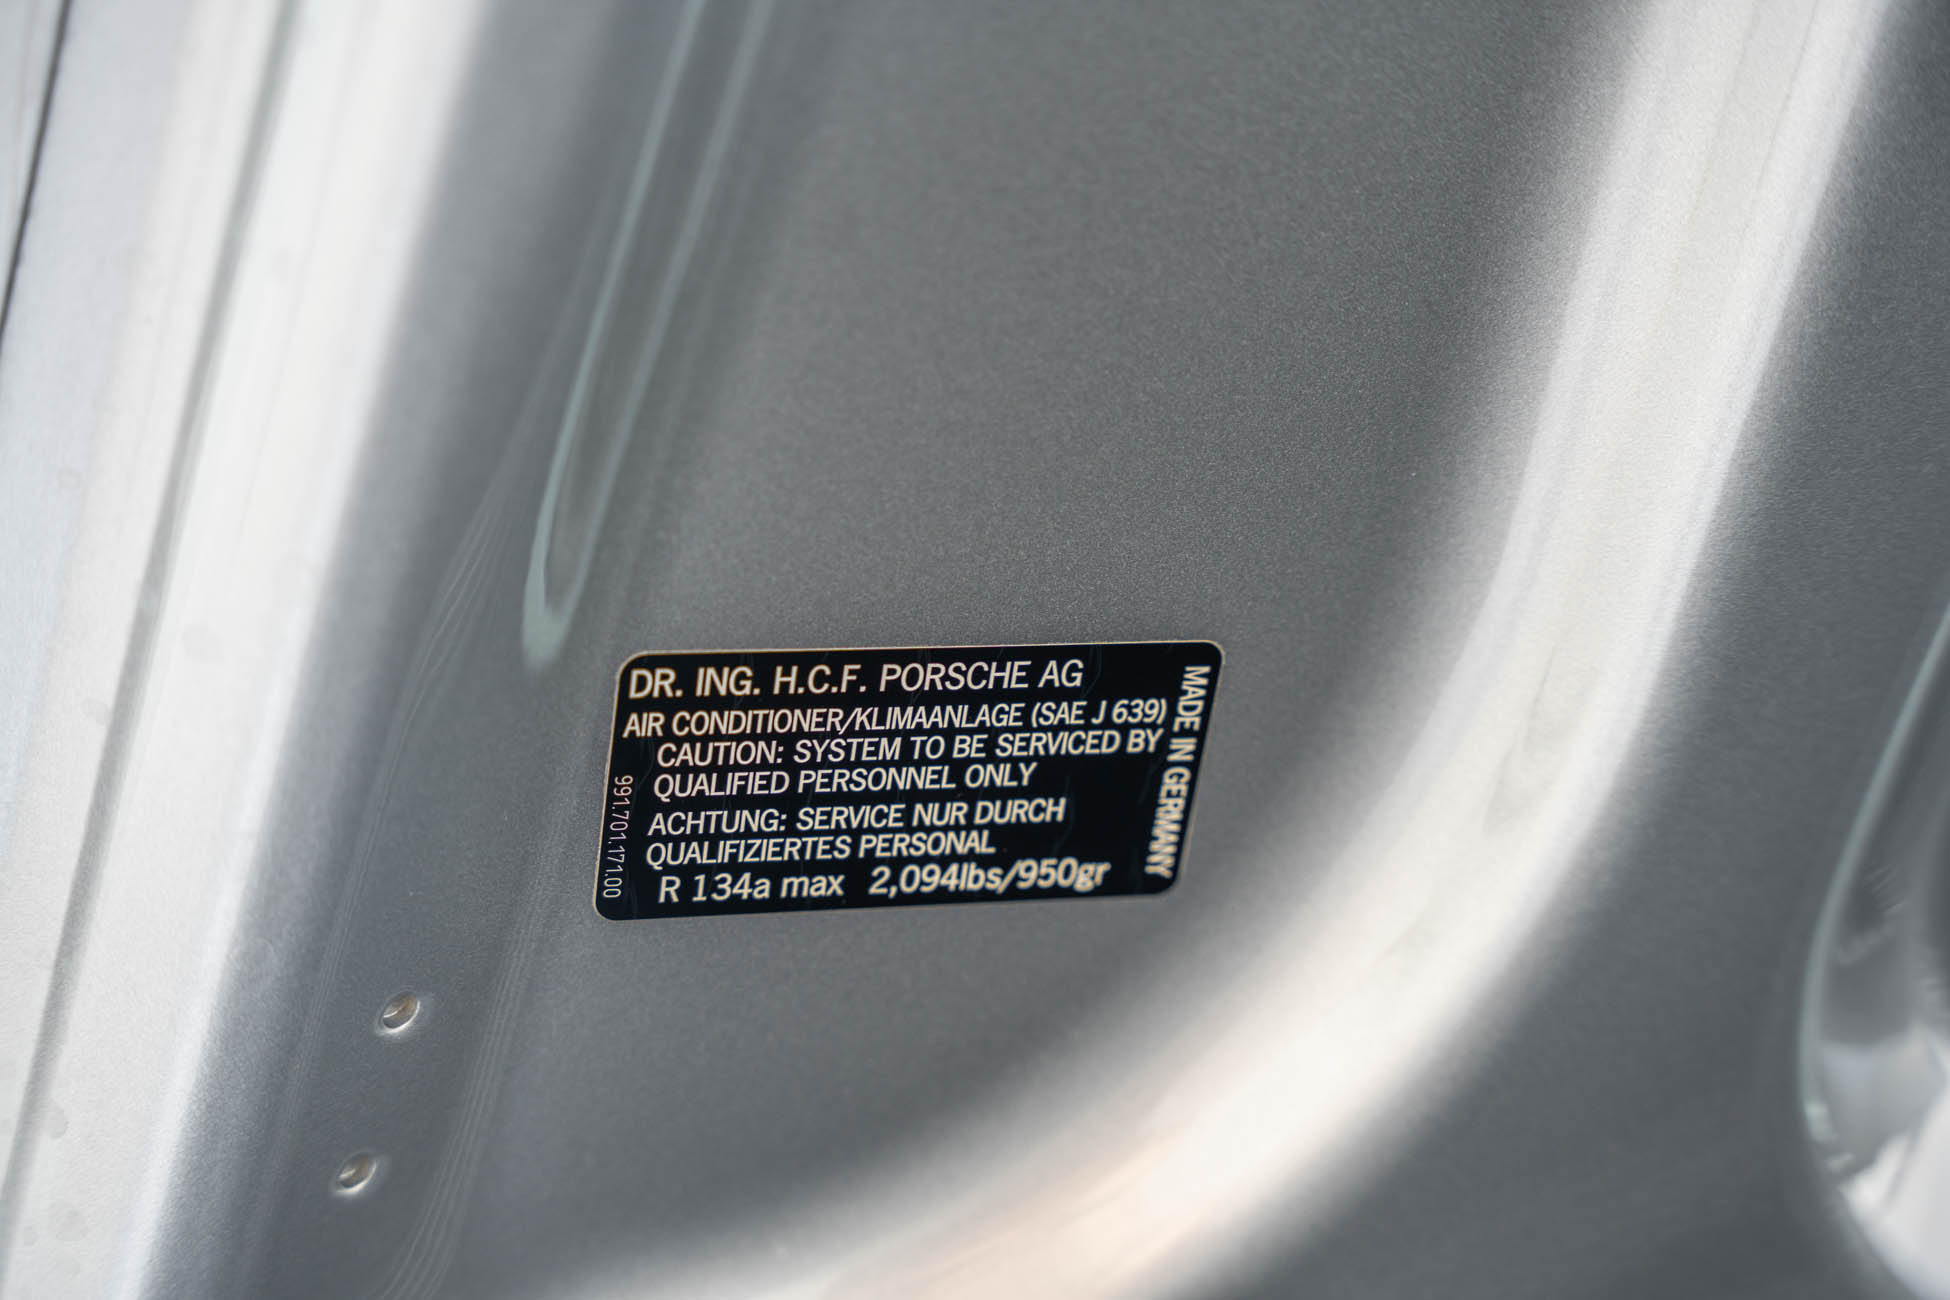 DR. ING. H.C.F. PORSCHE AG
AIR CONDITIONER/KLIMAANLAGE (SAE J 639)
CAUTION: SYSTEM TO BE SERVICED BY
QUALIFIED PERSONNEL ONLY
ACHTUNG: SERVICE NUR DURCH
QUALIFIZIERTES PERSONAL
R 134a max 2,094lbs/950gr
MADE IN GERMANY
991.701.171.00